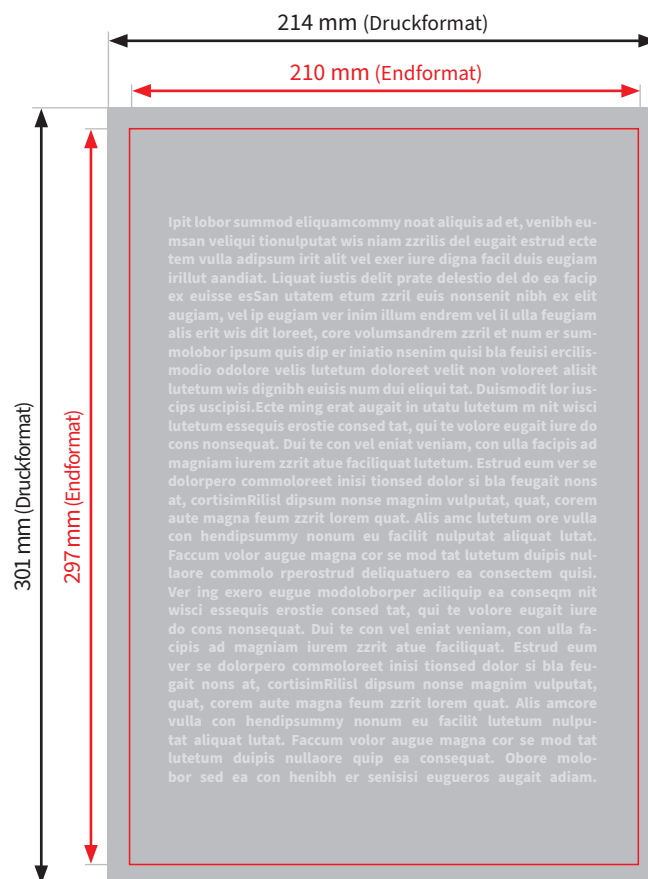 214 mm (Druckformat)
210 mm (Endformat)
301 mm (Druckformat)
297 mm (Endformat)
Ipit lobor summod eliquamcommy noat aliquis ad et, venibh eu-
msan veliqui tionulputat wis niam zzrilis del eugait estrud ecte
tem vulla adipsum irit alit vel exer iure digna facil duis eugiam
irillut aandiat. Liquat iustis delit prate delestio del do ea facip
ex euisse esSan utatem etum zzril euis nonsenit nibh ex elit
augiam, vel ip eugiam ver inim illum endrem vel il ulla feugiam
alis erit wis dit loreet, core volumsandrem zzril et num er sum-
molobor ipsum quis dip er iniatio nsenim quisi bla feuisi ercilis-
modio odolore velis lutetum doloreet velit non voloreet alisit
lutetum wis dignibh euisis num dui eliqui tat. Duismodit lor ius-
cips uscipisi.Ecte ming erat augait in utatu lutetum m nit wisci
lutetum essequis erostie consed tat, qui te volore eugait iure do
cons nonsequat. Dui te con vel eniat veniam, con ulla facipis ad
magniam iurem zzrit atue faciliquat lutetum. Estrud eum ver se
dolorpero commoloreet inisi tionsed dolor si bla feugait nons
at, cortisimRilisl dipsum nonse magnim vulputat, quat, corem
aute magna feum zzrit lorem quat. Alis amc lutetum ore vulla
con hendipsummy nonum eu facilit nulputat aliquat lutat.
Faccum volor augue magna cor se mod tat lutetum duipis nul-
laore commolo rperostrud deliquatuero ea consectem quisi.
Ver ing exero eugue modoloborper aciliquip ea conseqm nit
wisci essequis erostie consed tat, qui te volore eugait iure
do cons nonsequat. Dui te con vel eniat veniam, con ulla fa-
cipis ad magniam iurem zzrit atue faciliquat. Estrud eum
ver se dolorpero commoloreet inisi tionsed dolor si bla feu-
gait nons at, cortisimRilisl dipsum nonse magnim vulputat,
quat, corem aute magna feum zzrit lorem quat. Alis amcore
vulla con hendipsummy nonum eu facilit lutetum nulpu-
tat aliquat lutat. Faccum volor augue magna cor se mod tat
lutetum duipis nullaore quip ea consequat. Obore molo-
bor sed ea con henibh er senisisi eugueros augait adiam.